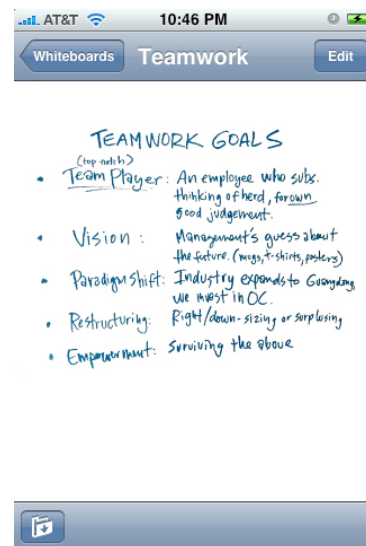 AT&T 10:46 PM
Whiteboards Teamwork Edit
TEAMWORK GOALS
(top-notch)
• Team Player: An employee who subs.
thinking of herd, for own
good judgement.
• Vision: Management's guess about
the future. (mugs, t-shirts, posters)
• Paradigm Shift: Industry expands to Guangdong,
we invest in OC.
• Restructuring: Right/down-sizing or surplusing
• Empowerment: Surviving the above